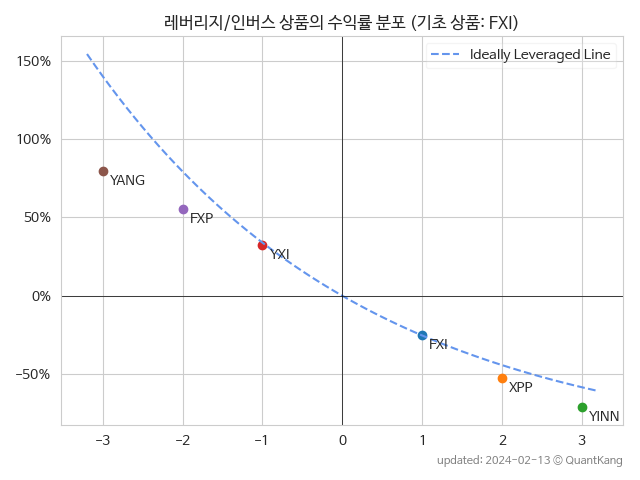 레버리지/인버스 상품의 수익률 분포 (기초 상품: FXI)
Ideally Leveraged Line
150%
100%
50%
0%
−50%
YANG
FXP
YXI
FXI
XPP
YINN
−3
−2
−1
0
1
2
3
updated: 2024-02-13 © QuantKang